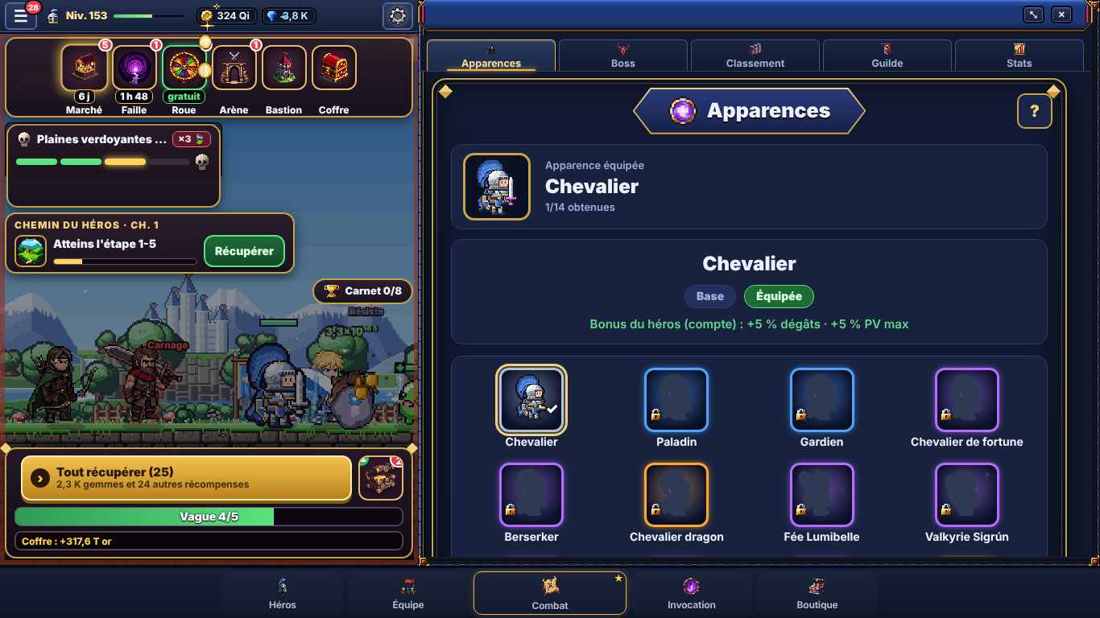 28
Niv. 153
324 Qi
3,8 K
5
6 j
Marché
1
1 h 48
Faille
gratuit
Roue
1
Arène
Bastion
Coffre
Plaines verdoyantes ...
×3
CHEMIN DU HÉROS · CH. 1
Atteins l'étape 1-5
Récupérer
Carnet 0/8
Résiste
Carnage
Tout récupérer (25)
2,3 K gemmes et 24 autres récompenses
Vague 4/5
Coffre : +317,6 T or
Apparences
Boss
Classement
Guilde
Stats
Apparences
?
Apparence équipée
Chevalier
1/14 obtenues
Chevalier
Base
Équipée
Bonus du héros (compte) : +5 % dégâts · +5 % PV max
Chevalier
Paladin
Gardien
Chevalier de fortune
Berserker
Chevalier dragon
Fée Lumibelle
Valkyrie Sigrún
Héros
Équipe
Combat
Invocation
Boutique